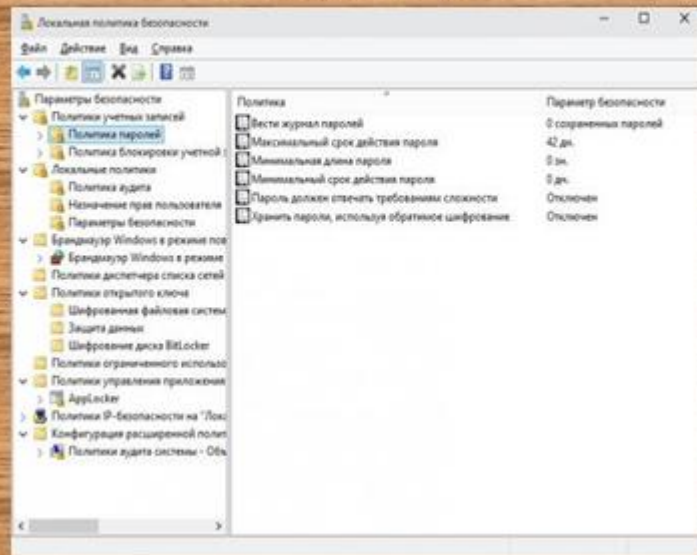 Локальная политика безопасности
Файл Действие Вид Справка
Параметры безопасности
Политики учетных записей
Политика паролей
Политика блокировки учетной з
Локальные политики
Политика аудита
Назначение прав пользователя
Параметры безопасности
Брандмауэр Windows в режиме пов
Брандмауэр Windows в режиме
Политики диспетчера списка сетей
Политики открытого ключа
Шифрованная файловая систем
Защита данных
Шифрование диска BitLocker
Политики ограниченного использо
Политики управления приложения
AppLocker
Политики IP-безопасности на "Лока
Конфигурация расширенной полит
Политики аудита системы - Объ
Политика Параметр безопасности
Вести журнал паролей 0 сохраненных паролей
Максимальный срок действия пароля 42 дн.
Минимальная длина пароля 0 зн.
Минимальный срок действия пароля 0 дн.
Пароль должен отвечать требованиям сложности Отключен
Хранить пароли, используя обратимое шифрование Отключен